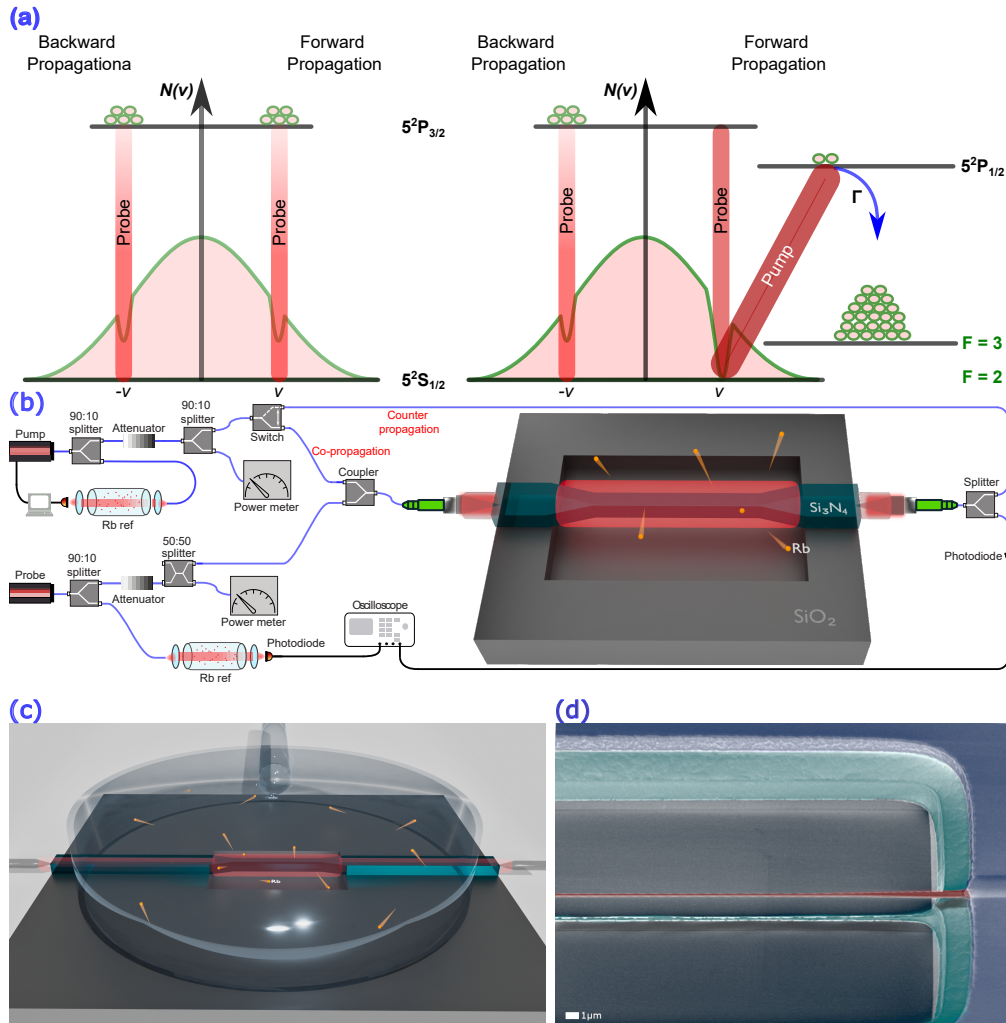 (a)
Backward
Propagationa
Forward
Propagation
N(v)
Probe
Probe
-v
v
5²P3/2
5²S1/2
Backward
Propagation
Forward
Propagation
N(v)
Probe
Probe
Pump
Γ
5²P1/2
F = 3
F = 2
-v
v
(b)
Pump
90:10
splitter
Attenuator
90:10
splitter
Switch
Counter
propagation
Co-propagation
Coupler
Power meter
Rb ref
Probe
90:10
splitter
Attenuator
50:50
splitter
Power meter
Rb ref
Photodiode
Oscilloscope
Si₃N₄
Rb
SiO₂
Splitter
Photodiode
(c)
Rb
(d)
1μm